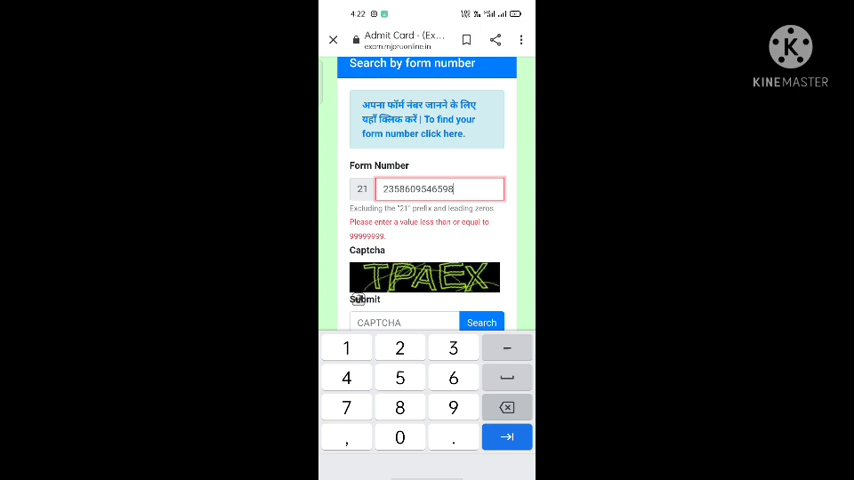 4:22
Admit Card - (Ex...
exam.mjpruonline.in
K
KINEMASTER
Search by form number
अपना फॉर्म नंबर जानने के लिए
यहाँ क्लिक करें | To find your
form number click here.
Form Number
21 2358609546598
Excluding the "21" prefix and leading zeros
Please enter a value less than or equal to
99999999.
Captcha
TPAEX
Submit
CAPTCHA Search
1 2 3 -
4 5 6
7 8 9
, 0 .